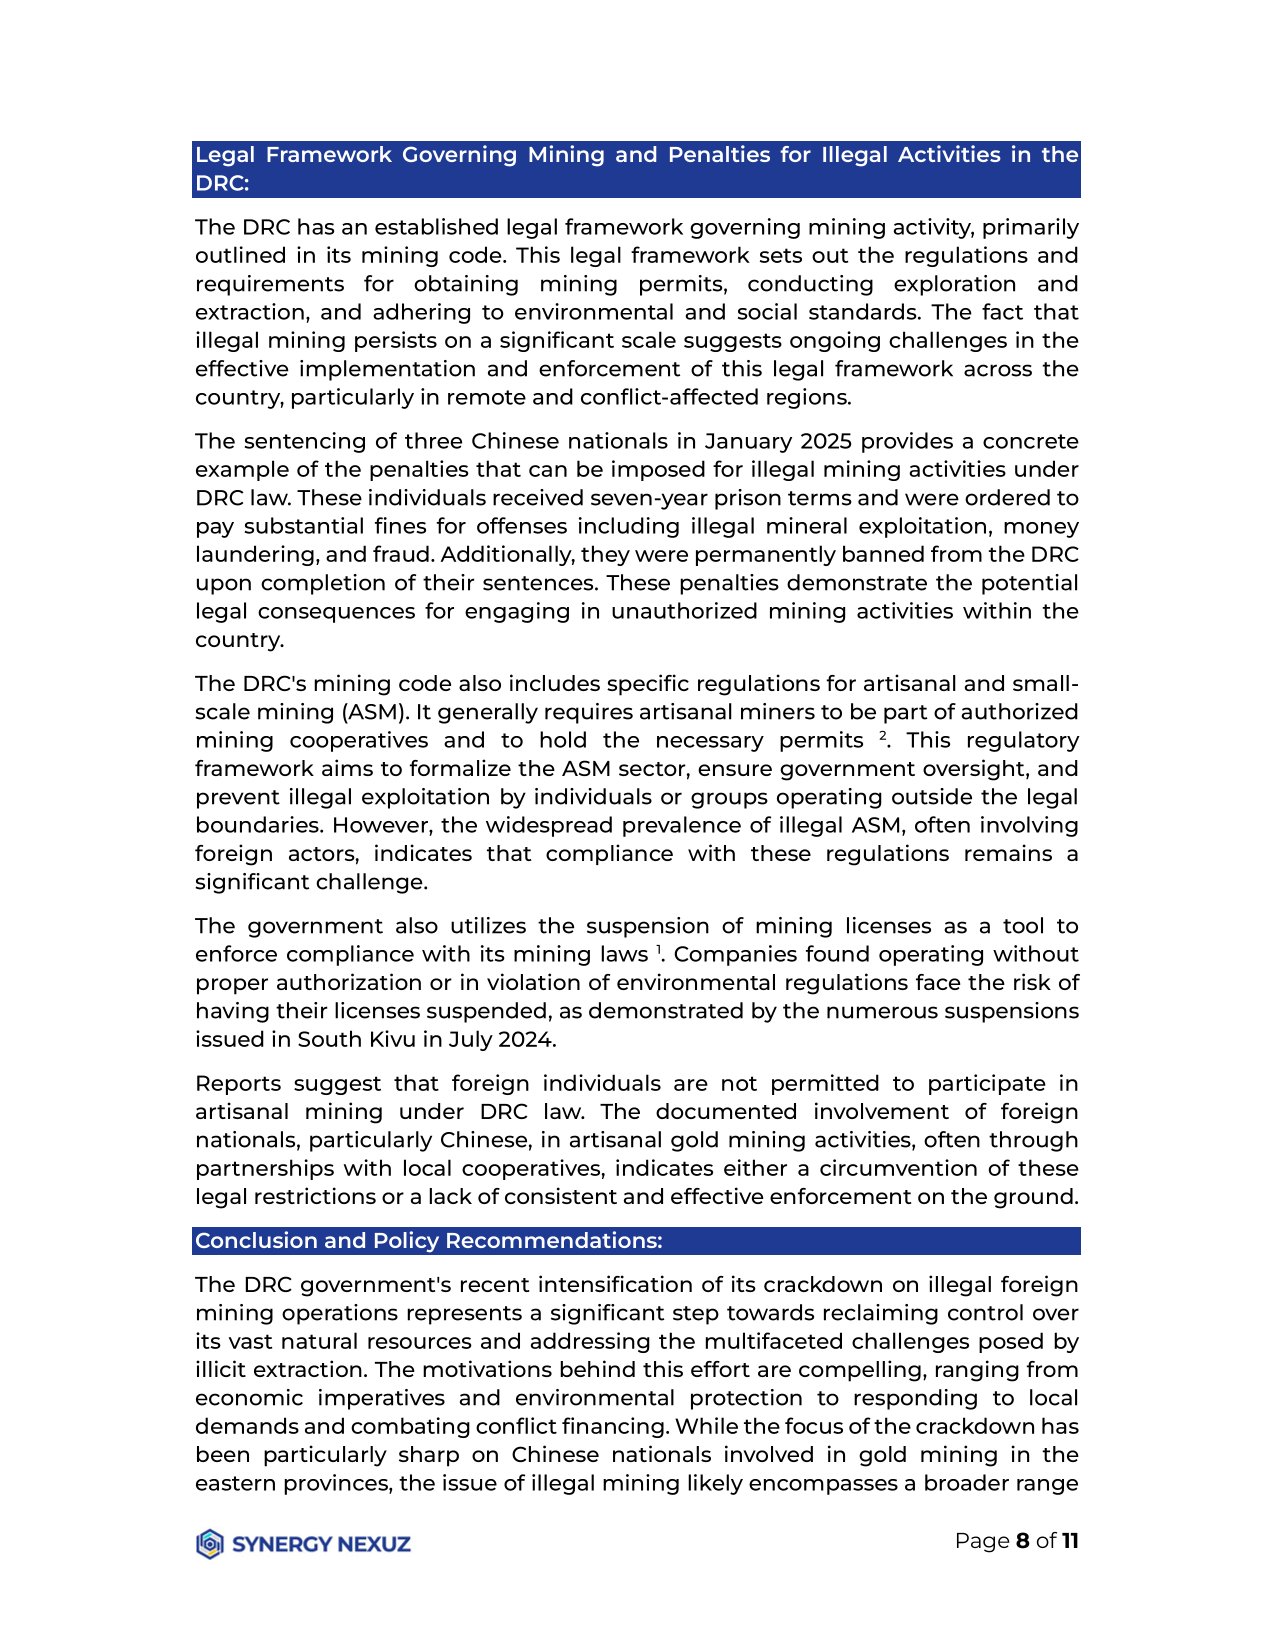 Legal Framework Governing Mining and Penalties for Illegal Activities in the
DRC:
The DRC has an established legal framework governing mining activity, primarily
outlined in its mining code. This legal framework sets out the regulations and
requirements for obtaining mining permits, conducting exploration and
extraction, and adhering to environmental and social standards. The fact that
illegal mining persists on a significant scale suggests ongoing challenges in the
effective implementation and enforcement of this legal framework across the
country, particularly in remote and conflict-affected regions.
The sentencing of three Chinese nationals in January 2025 provides a concrete
example of the penalties that can be imposed for illegal mining activities under
DRC law. These individuals received seven-year prison terms and were ordered to
pay substantial fines for offenses including illegal mineral exploitation, money
laundering, and fraud. Additionally, they were permanently banned from the DRC
upon completion of their sentences. These penalties demonstrate the potential
legal consequences for engaging in unauthorized mining activities within the
country.
The DRC's mining code also includes specific regulations for artisanal and small-
scale mining (ASM). It generally requires artisanal miners to be part of authorized
mining cooperatives and to hold the necessary permits ². This regulatory
framework aims to formalize the ASM sector, ensure government oversight, and
prevent illegal exploitation by individuals or groups operating outside the legal
boundaries. However, the widespread prevalence of illegal ASM, often involving
foreign actors, indicates that compliance with these regulations remains a
significant challenge.
The government also utilizes the suspension of mining licenses as a tool to
enforce compliance with its mining laws ¹. Companies found operating without
proper authorization or in violation of environmental regulations face the risk of
having their licenses suspended, as demonstrated by the numerous suspensions
issued in South Kivu in July 2024.
Reports suggest that foreign individuals are not permitted to participate in
artisanal mining under DRC law. The documented involvement of foreign
nationals, particularly Chinese, in artisanal gold mining activities, often through
partnerships with local cooperatives, indicates either a circumvention of these
legal restrictions or a lack of consistent and effective enforcement on the ground.
Conclusion and Policy Recommendations:
The DRC government's recent intensification of its crackdown on illegal foreign
mining operations represents a significant step towards reclaiming control over
its vast natural resources and addressing the multifaceted challenges posed by
illicit extraction. The motivations behind this effort are compelling, ranging from
economic imperatives and environmental protection to responding to local
demands and combating conflict financing. While the focus of the crackdown has
been particularly sharp on Chinese nationals involved in gold mining in the
eastern provinces, the issue of illegal mining likely encompasses a broader range
SYNERGY NEXUZ
Page 8 of 11